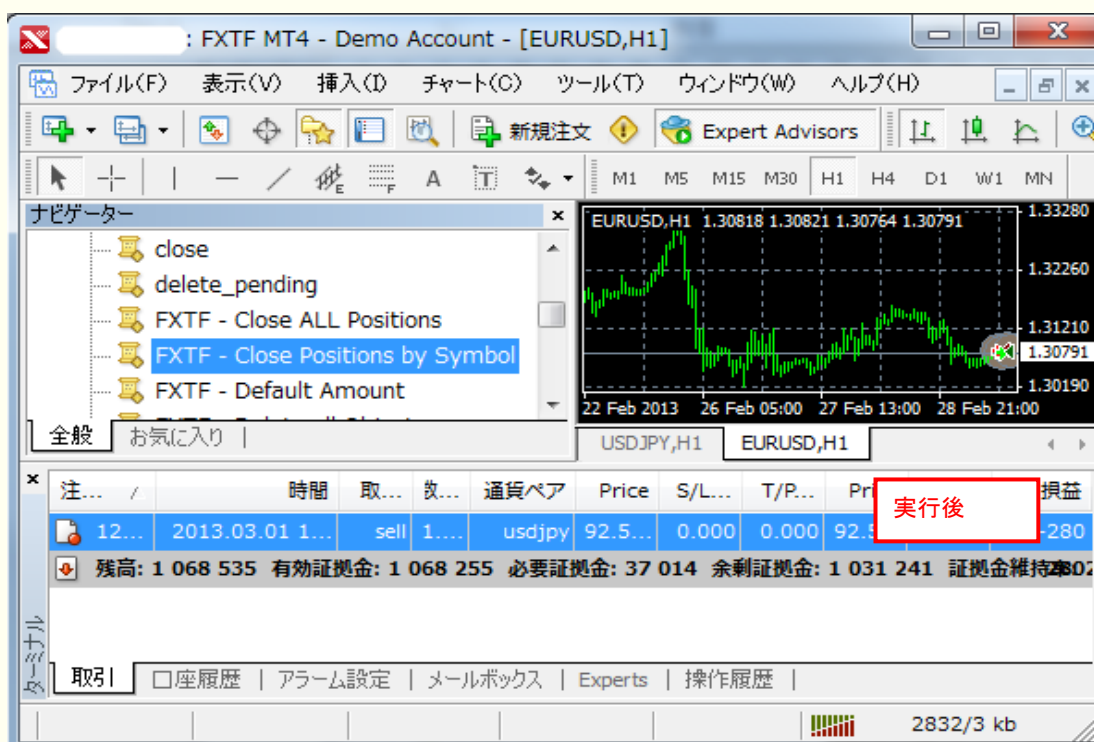 : FXTF MT4 - Demo Account - [EURUSD,H1]
ファイル(F) 表示(V) 挿入(I) チャート(C) ツール(T) ウィンドウ(W) ヘルプ(H)
新規注文 Expert Advisors
E F A T M1 M5 M15 M30 H1 H4 D1 W1 MN
ナビゲーター
close
delete_pending
FXTF - Close ALL Positions
FXTF - Close Positions by Symbol
FXTF - Default Amount
全般 お気に入り
EURUSD,H1 1.30818 1.30821 1.30764 1.30791
1.33280
1.32260
1.31210
1.30791
1.30190
22 Feb 2013 26 Feb 05:00 27 Feb 13:00 28 Feb 21:00
USDJPY,H1 EURUSD,H1
注... 時間 取... 数... 通貨ペア Price S/L... T/P... 損益
実行後
12... 2013.03.01 1... sell 1.... usdjpy 92.5... 0.000 0.000 92.5 -280
残高: 1 068 535 有効証拠金: 1 068 255 必要証拠金: 37 014 余剰証拠金: 1 031 241 証拠金維持率:
ターミナル
取引 口座履歴 アラーム設定 メールボックス Experts 操作履歴
2832/3 kb